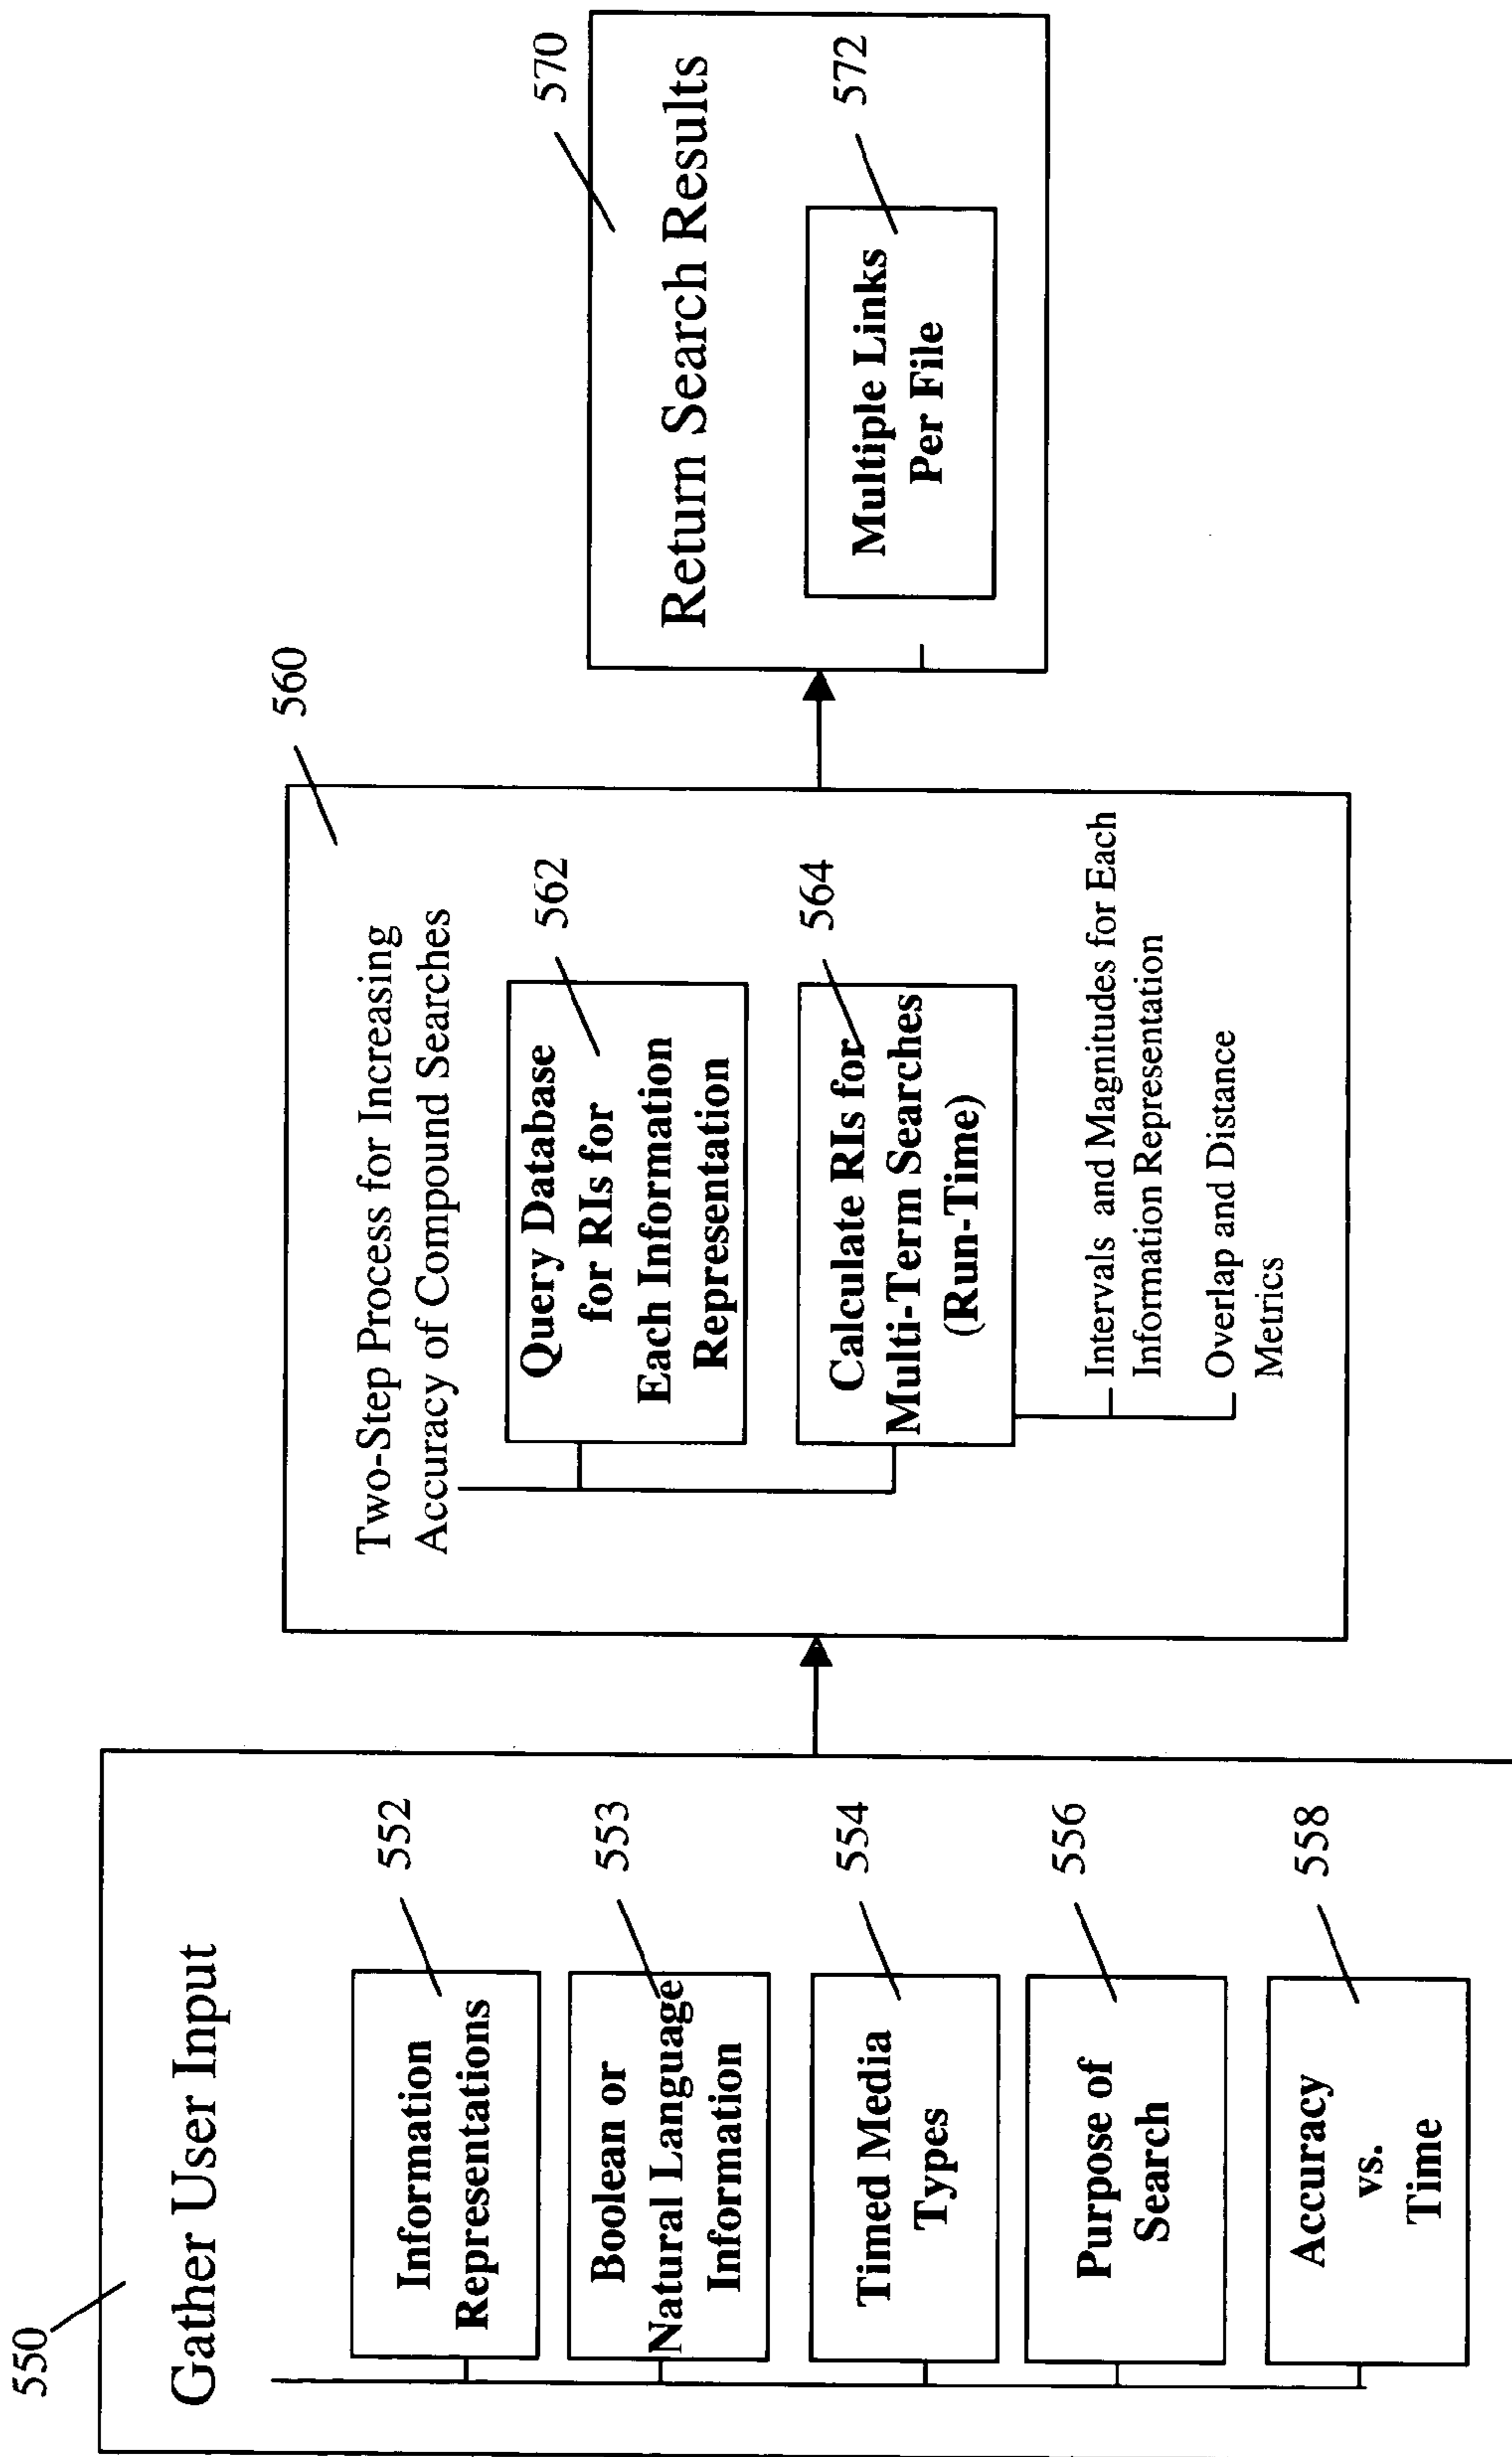 550
Gather User Input
552
Information
Representations
553
Boolean or
Natural Language
Information
554
Timed Media
Types
556
Purpose of
Search
558
Accuracy
vs.
Time
560
Two-Step Process for Increasing
Accuracy of Compound Searches
562
Query Database
for RIs for
Each Information
Representation
564
Calculate RIs for
Multi-Term Searches
(Run-Time)
Intervals and Magnitudes for Each
Information Representation
Overlap and Distance
Metrics
570
Return Search Results
572
Multiple Links
Per File